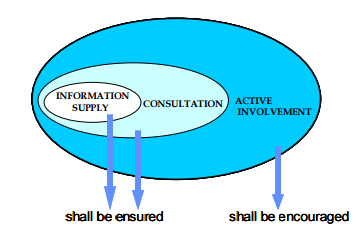 INFORMATION
SUPPLY
CONSULTATION
ACTIVE
INVOLVEMENT
shall be ensured
shall be encouraged